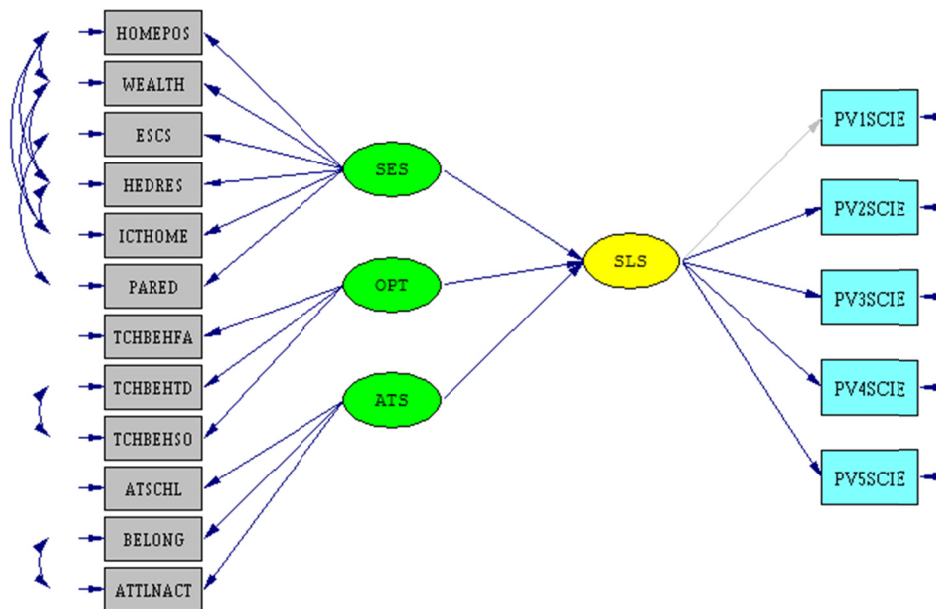 HOMEPOS
WEALTH
ESCS
HEDRES
ICTHOME
PARED
TCHBEHFA
TCHBEHTD
TCHBEHSO
ATSCHL
BELONG
ATTLNACT
SES
OPT
ATS
SLS
PV1SCIE
PV2SCIE
PV3SCIE
PV4SCIE
PV5SCIE